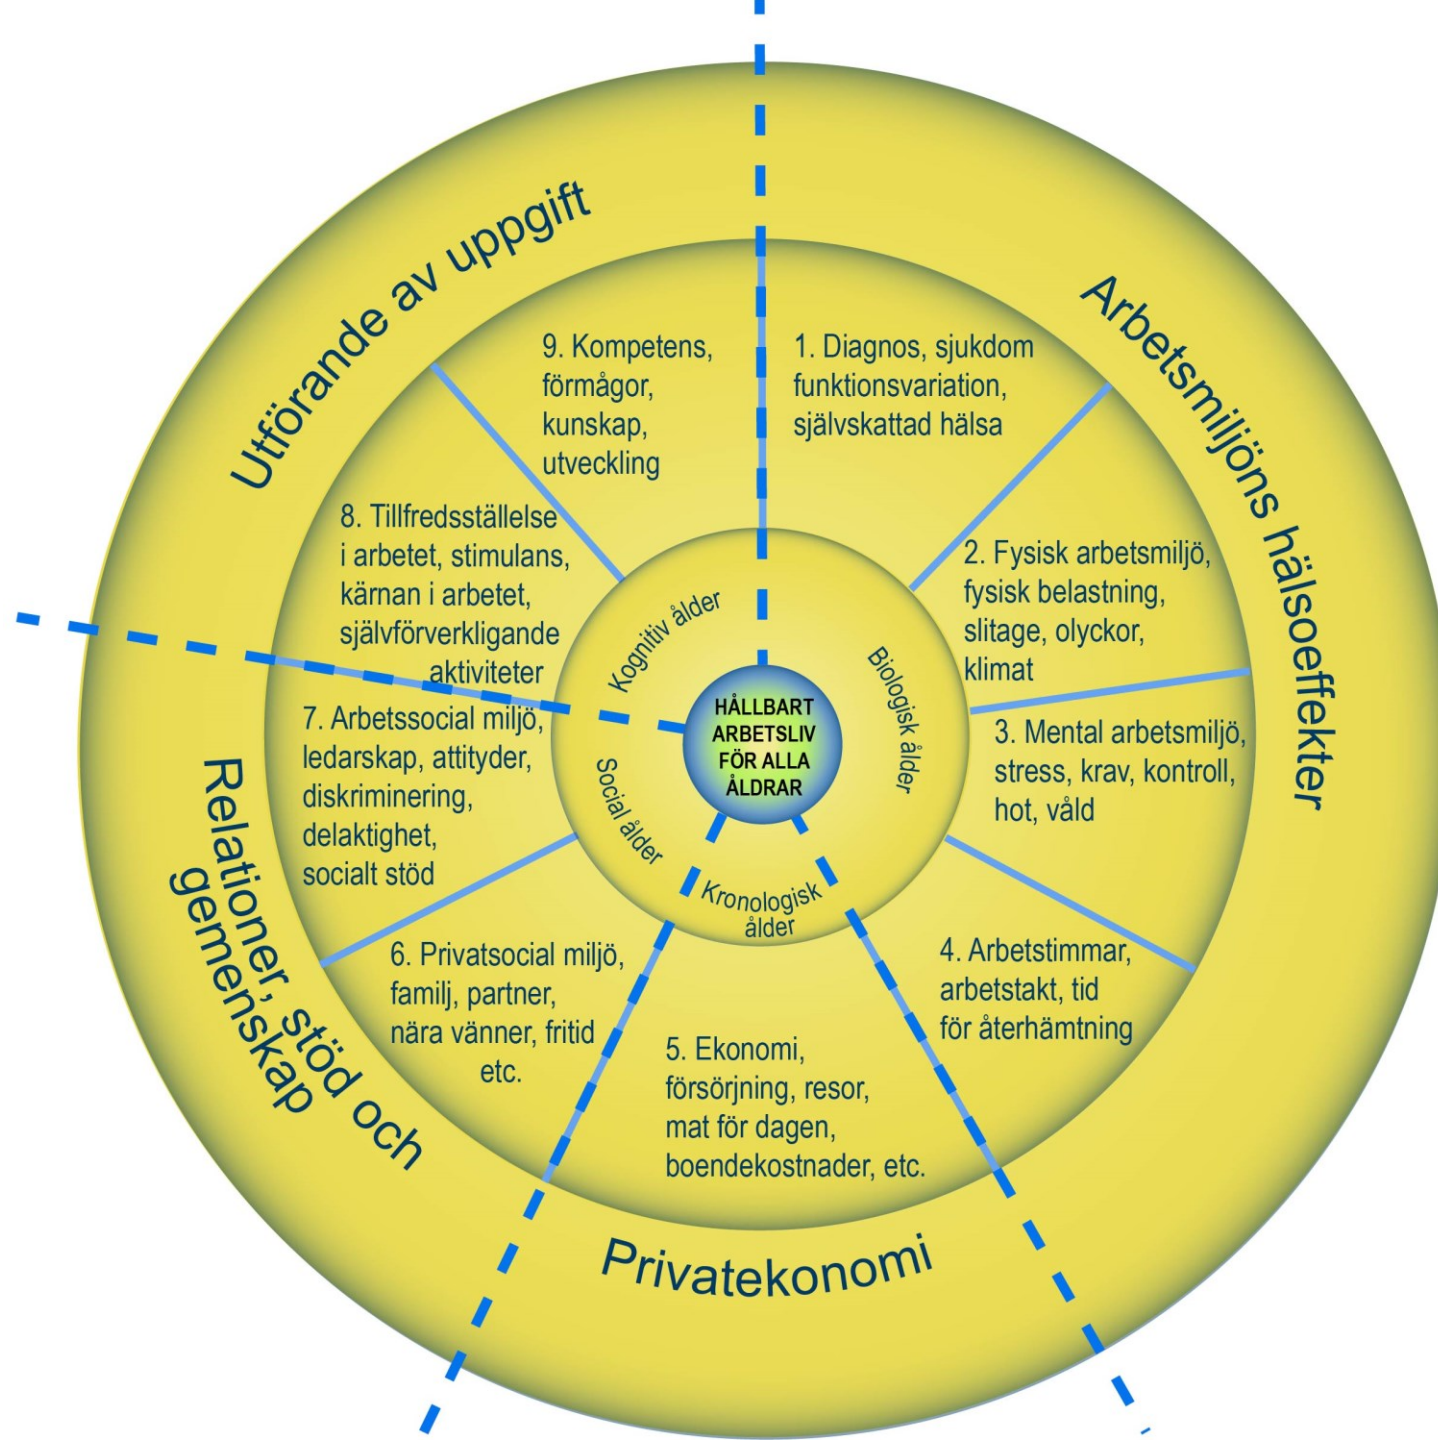 Utförande av uppgift
Arbetsmiljöns hälsoeffekter
Relationer, stöd och
gemenskap
Privatekonomi
1. Diagnos, sjukdom
funktionsvariation,
självskattad hälsa
2. Fysisk arbetsmiljö,
fysisk belastning,
slitage, olyckor,
klimat
3. Mental arbetsmiljö,
stress, krav, kontroll,
hot, våld
4. Arbetstimmar,
arbetstakt, tid
för återhämtning
5. Ekonomi,
försörjning, resor,
mat för dagen,
boendekostnader, etc.
6. Privatsocial miljö,
familj, partner,
nära vänner, fritid
etc.
7. Arbetssocial miljö,
ledarskap, attityder,
diskriminering,
delaktighet,
socialt stöd
8. Tillfredsställelse
i arbetet, stimulans,
kärnan i arbetet,
självförverkligande
aktiviteter
9. Kompetens,
förmågor,
kunskap,
utveckling
Kognitiv ålder
Biologisk ålder
Social ålder
Kronologisk
ålder
HÅLLBART
ARBETSLIV
FÖR ALLA
ÅLDRAR